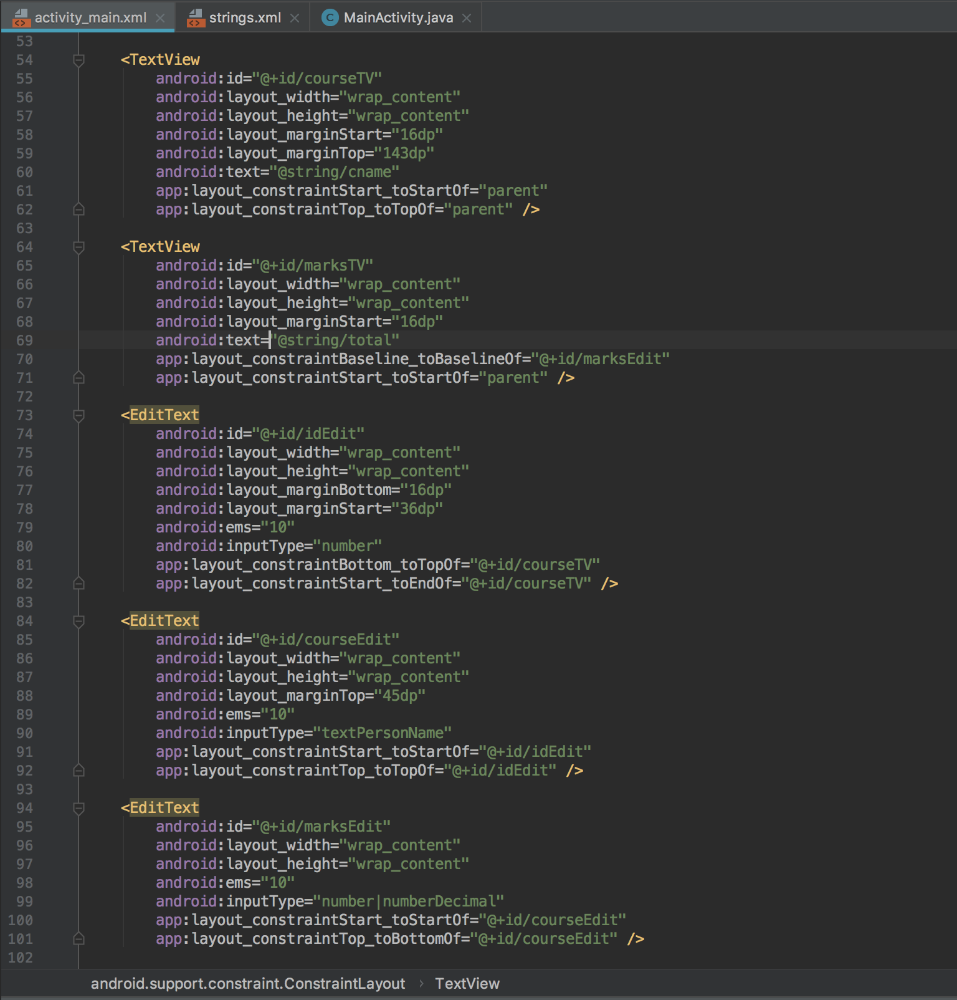 activity_main.xml strings.xml MainActivity.java
53
54 <TextView
55 android:id="@+id/courseTV"
56 android:layout_width="wrap_content"
57 android:layout_height="wrap_content"
58 android:layout_marginStart="16dp"
59 android:layout_marginTop="143dp"
60 android:text="@string/cname"
61 app:layout_constraintStart_toStartOf="parent"
62 app:layout_constraintTop_toTopOf="parent" />
63
64 <TextView
65 android:id="@+id/marksTV"
66 android:layout_width="wrap_content"
67 android:layout_height="wrap_content"
68 android:layout_marginStart="16dp"
69 android:text="@string/total"
70 app:layout_constraintBaseline_toBaselineOf="@+id/marksEdit"
71 app:layout_constraintStart_toStartOf="parent" />
72
73 <EditText
74 android:id="@+id/idEdit"
75 android:layout_width="wrap_content"
76 android:layout_height="wrap_content"
77 android:layout_marginBottom="16dp"
78 android:layout_marginStart="36dp"
79 android:ems="10"
80 android:inputType="number"
81 app:layout_constraintBottom_toTopOf="@+id/courseTV"
82 app:layout_constraintStart_toEndOf="@+id/courseTV" />
83
84 <EditText
85 android:id="@+id/courseEdit"
86 android:layout_width="wrap_content"
87 android:layout_height="wrap_content"
88 android:layout_marginTop="45dp"
89 android:ems="10"
90 android:inputType="textPersonName"
91 app:layout_constraintStart_toStartOf="@+id/idEdit"
92 app:layout_constraintTop_toTopOf="@+id/idEdit" />
93
94 <EditText
95 android:id="@+id/marksEdit"
96 android:layout_width="wrap_content"
97 android:layout_height="wrap_content"
98 android:ems="10"
99 android:inputType="number|numberDecimal"
100 app:layout_constraintStart_toStartOf="@+id/courseEdit"
101 app:layout_constraintTop_toBottomOf="@+id/courseEdit" />
102
android.support.constraint.ConstraintLayout › TextView